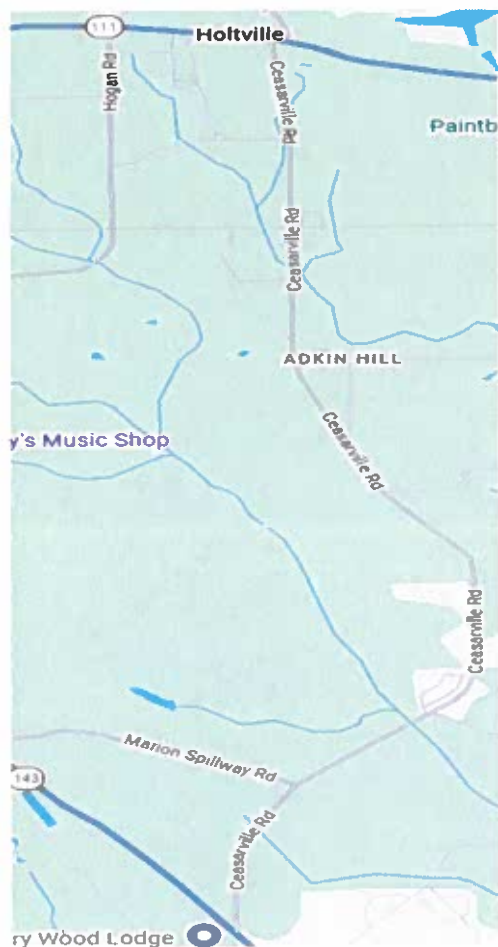 111
Holtville
Hogan Rd
Ceasarville Rd
Paintb
Ceasarville Rd
ADKIN HILL
Ceasarville Rd
y's Music Shop
Ceasarville Rd
Marion Spillway Rd
143
Ceasarville Rd
ry Wood Lodge